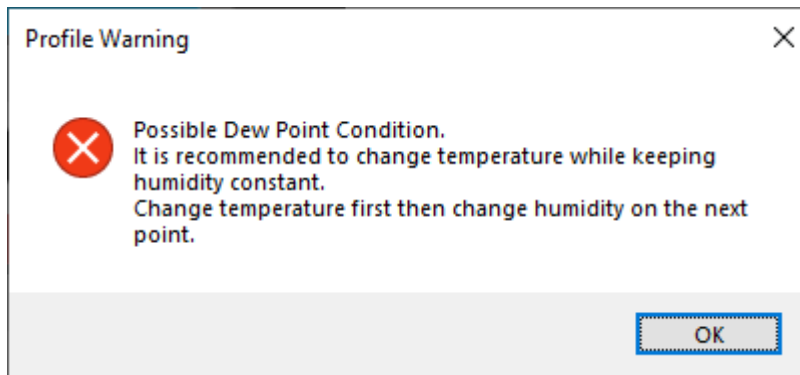 Profile Warning
Possible Dew Point Condition.
It is recommended to change temperature while keeping
humidity constant.
Change temperature first then change humidity on the next
point.
OK